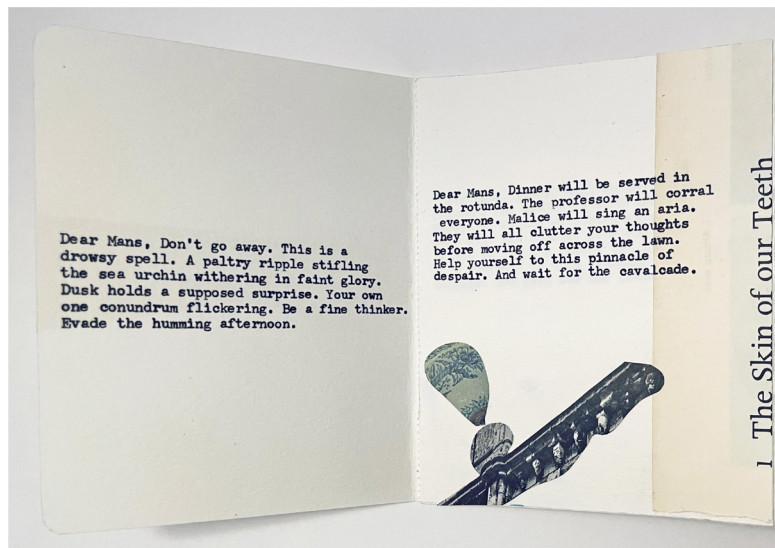 Dear Mans, Don't go away. This is a
drowsy spell. A paltry ripple stifling
the sea urchin withering in faint glory.
Dusk holds a supposed surprise. Your own
one conundrum flickering. Be a fine thinker.
Evade the humming afternoon.
Dear Mans, Dinner will be served in
the rotunda. The professor will corral
everyone. Malice will sing an aria.
They will all clutter your thoughts
before moving off across the lawn.
Help yourself to this pinnacle of
despair. And wait for the cavalcade.
1 The Skin of our Teeth